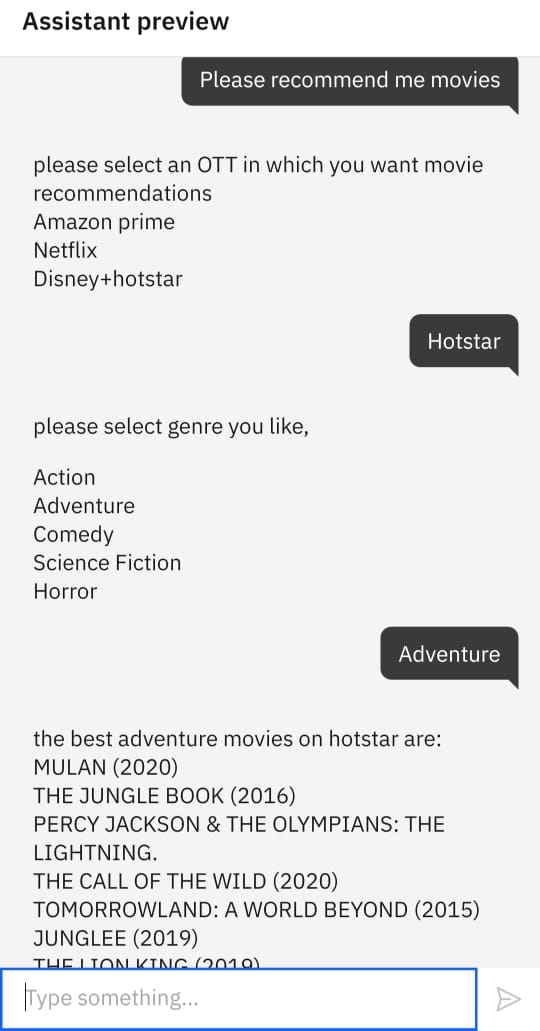 Assistant preview
Please recommend me movies
please select an OTT in which you want movie
recommendations
Amazon prime
Netflix
Disney+hotstar
Hotstar
please select genre you like,
Action
Adventure
Comedy
Science Fiction
Horror
Adventure
the best adventure movies on hotstar are:
MULAN (2020)
THE JUNGLE BOOK (2016)
PERCY JACKSON & THE OLYMPIANS: THE
LIGHTNING.
THE CALL OF THE WILD (2020)
TOMORROWLAND: A WORLD BEYOND (2015)
JUNGLEE (2019)
THE LION KING (2019)
Type something...